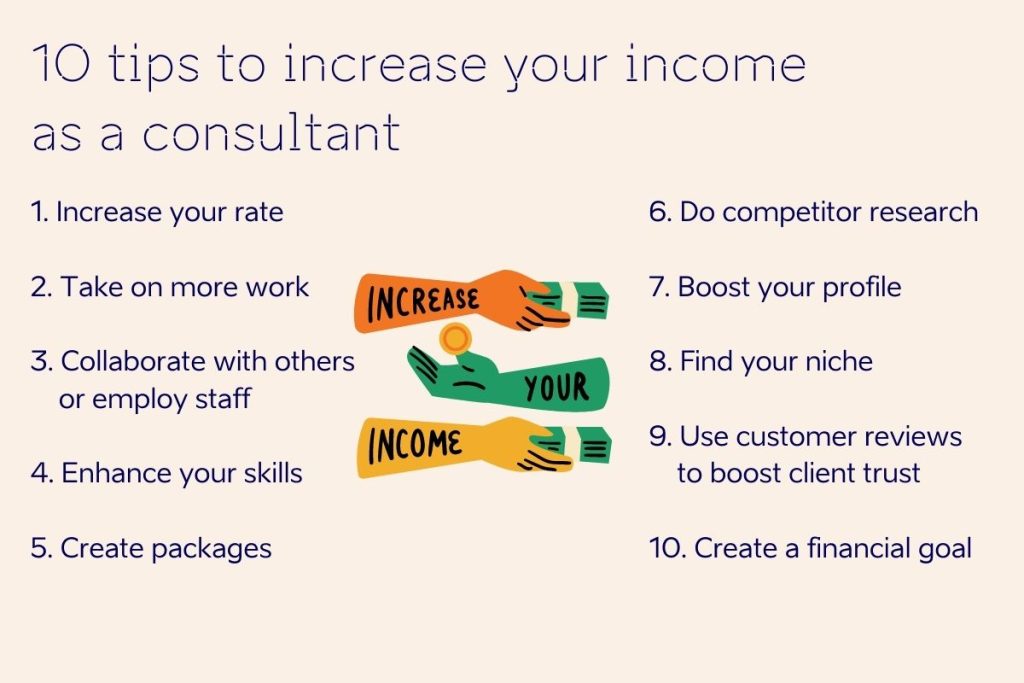 10 tips to increase your income
as a consultant
1. Increase your rate
2. Take on more work
3. Collaborate with others
or employ staff
4. Enhance your skills
5. Create packages
INCREASE
YOUR
INCOME
6. Do competitor research
7. Boost your profile
8. Find your niche
9. Use customer reviews
to boost client trust
10. Create a financial goal